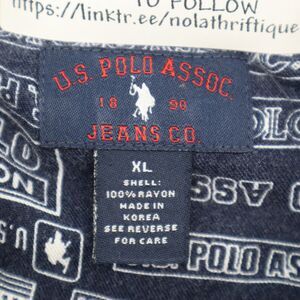 TO FOLLOW
https://linktr.ee/nolathriftique
U.S. POLO ASSOC.
18 90
JEANS CO.
XL
SHELL:
100% RAYON
MADE IN
KOREA
SEE REVERSE
FOR CARE
U.S. POLO ASS